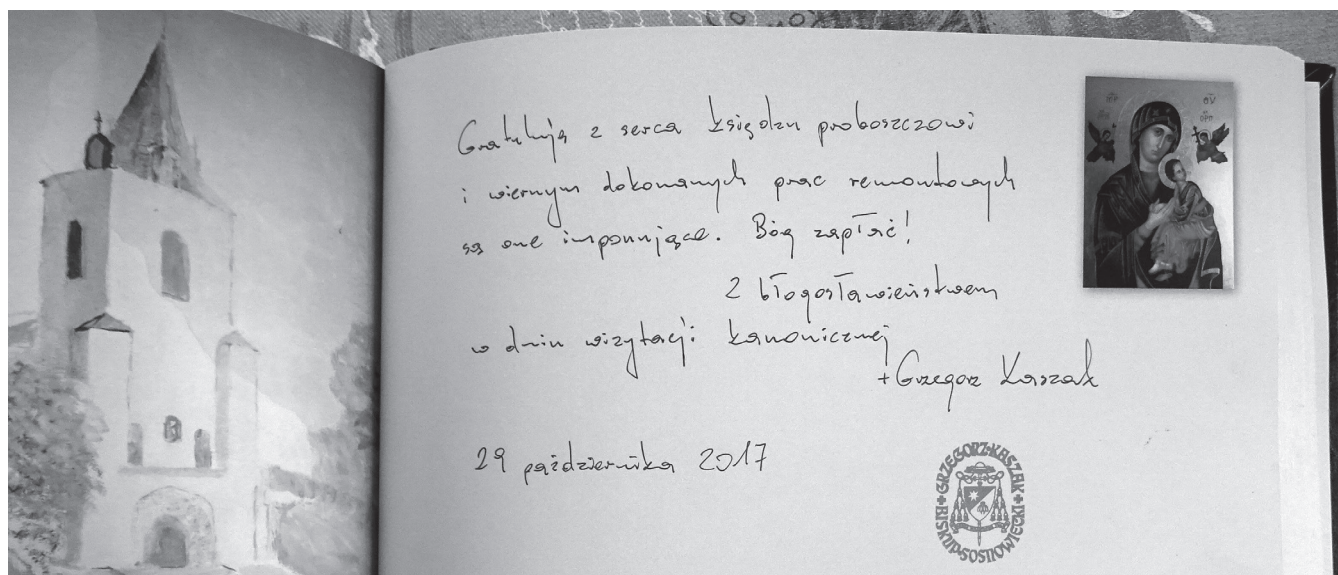 Gratuluję z serca księdzu proboszczowi
i wiernym dokonanych prac remontowych
są one imponujące. Bóg zapłać!
Z błogosławieństwem
w dniu wizytacji kanonicznej
+Grzegorz Kaszak
29 października 2017
GRZEGORZ·KASZAK
BISKUP·SOSNOWIECKI